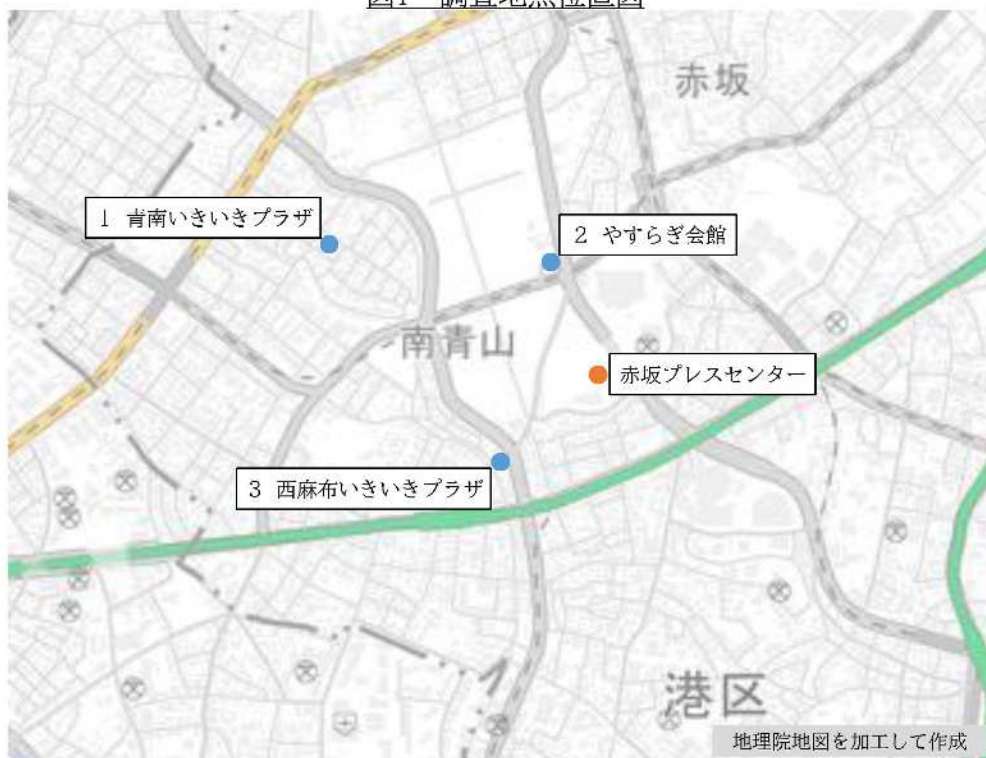 図1 調査地点位置図
赤坂
1 青南いきいきプラザ
2 やすらぎ会館
南青山
赤坂プレスセンター
3 西麻布いきいきプラザ
港区
地理院地図を加工して作成